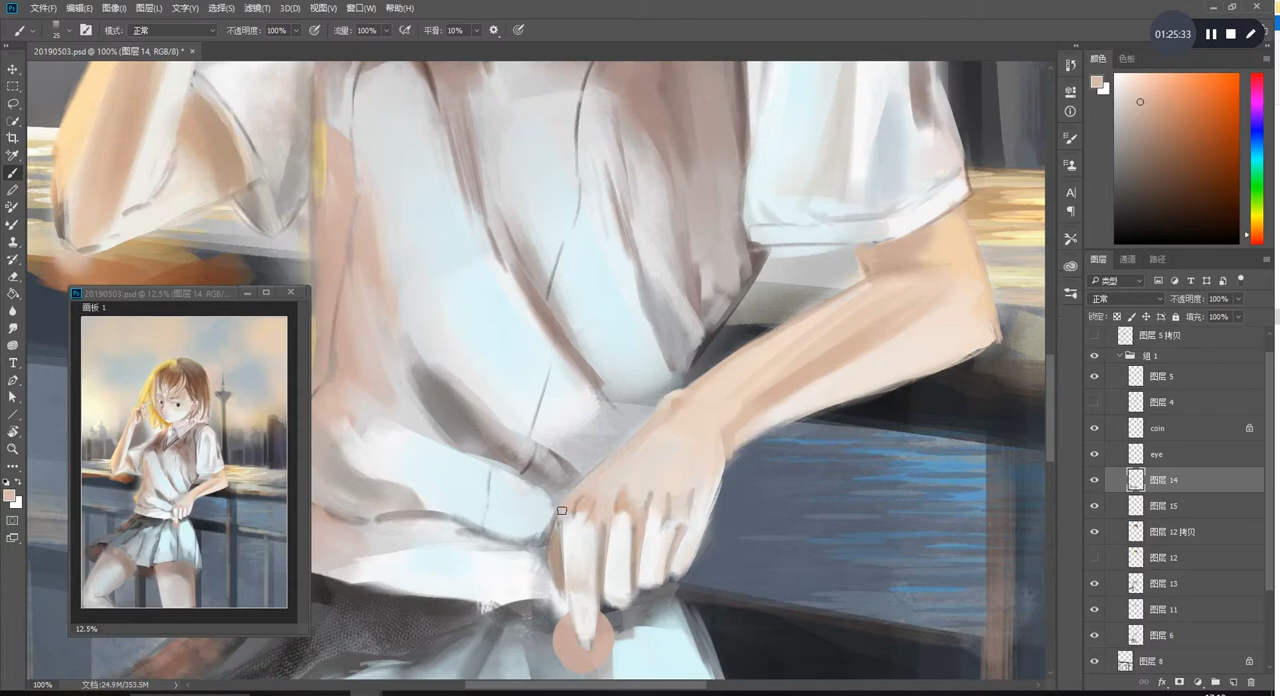 文件(F) 编辑(E) 图像(I) 图层(L) 文字(Y) 选择(S) 滤镜(T) 3D(D) 视图(V) 窗口(W) 帮助(H)
25 模式: 正常 不透明度: 100% 流量: 100% 平滑: 10%
01:25:33
20190503.psd @ 100% (图层 14, RGB/8) * ×
颜色 色板
20190503.psd @ 12.5% (图层 14, RGB/...
画板 1
12.5%
图层 通道 路径
类型
正常 不透明度: 100%
锁定: 填充: 100%
图层 5 拷贝
组 1
图层 5
图层 4
coin
eye
图层 14
图层 15
图层 12 拷贝
图层 12
图层 13
图层 11
图层 6
图层 8
100% 文档:24.9M/353.5M